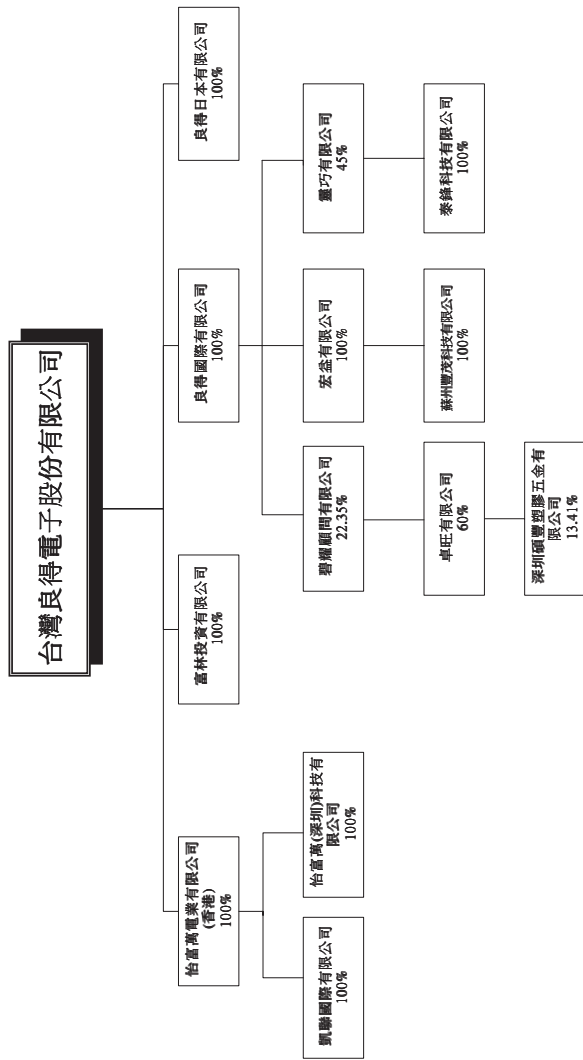 台灣良得電子股份有限公司
怡富萬電業有限公司
(香港)
100%
富林投資有限公司
100%
良得國際有限公司
100%
良得日本有限公司
100%
凱聯國際有限公司
100%
怡富萬(深圳)科技有
限公司
100%
碧耀顧問有限公司
22.35%
宏益有限公司
100%
靈巧有限公司
45%
卓旺有限公司
60%
蘇州豐茂科技有限公司
100%
泰鋒科技有限公司
100%
深圳碩豐塑膠五金有
限公司
13.41%